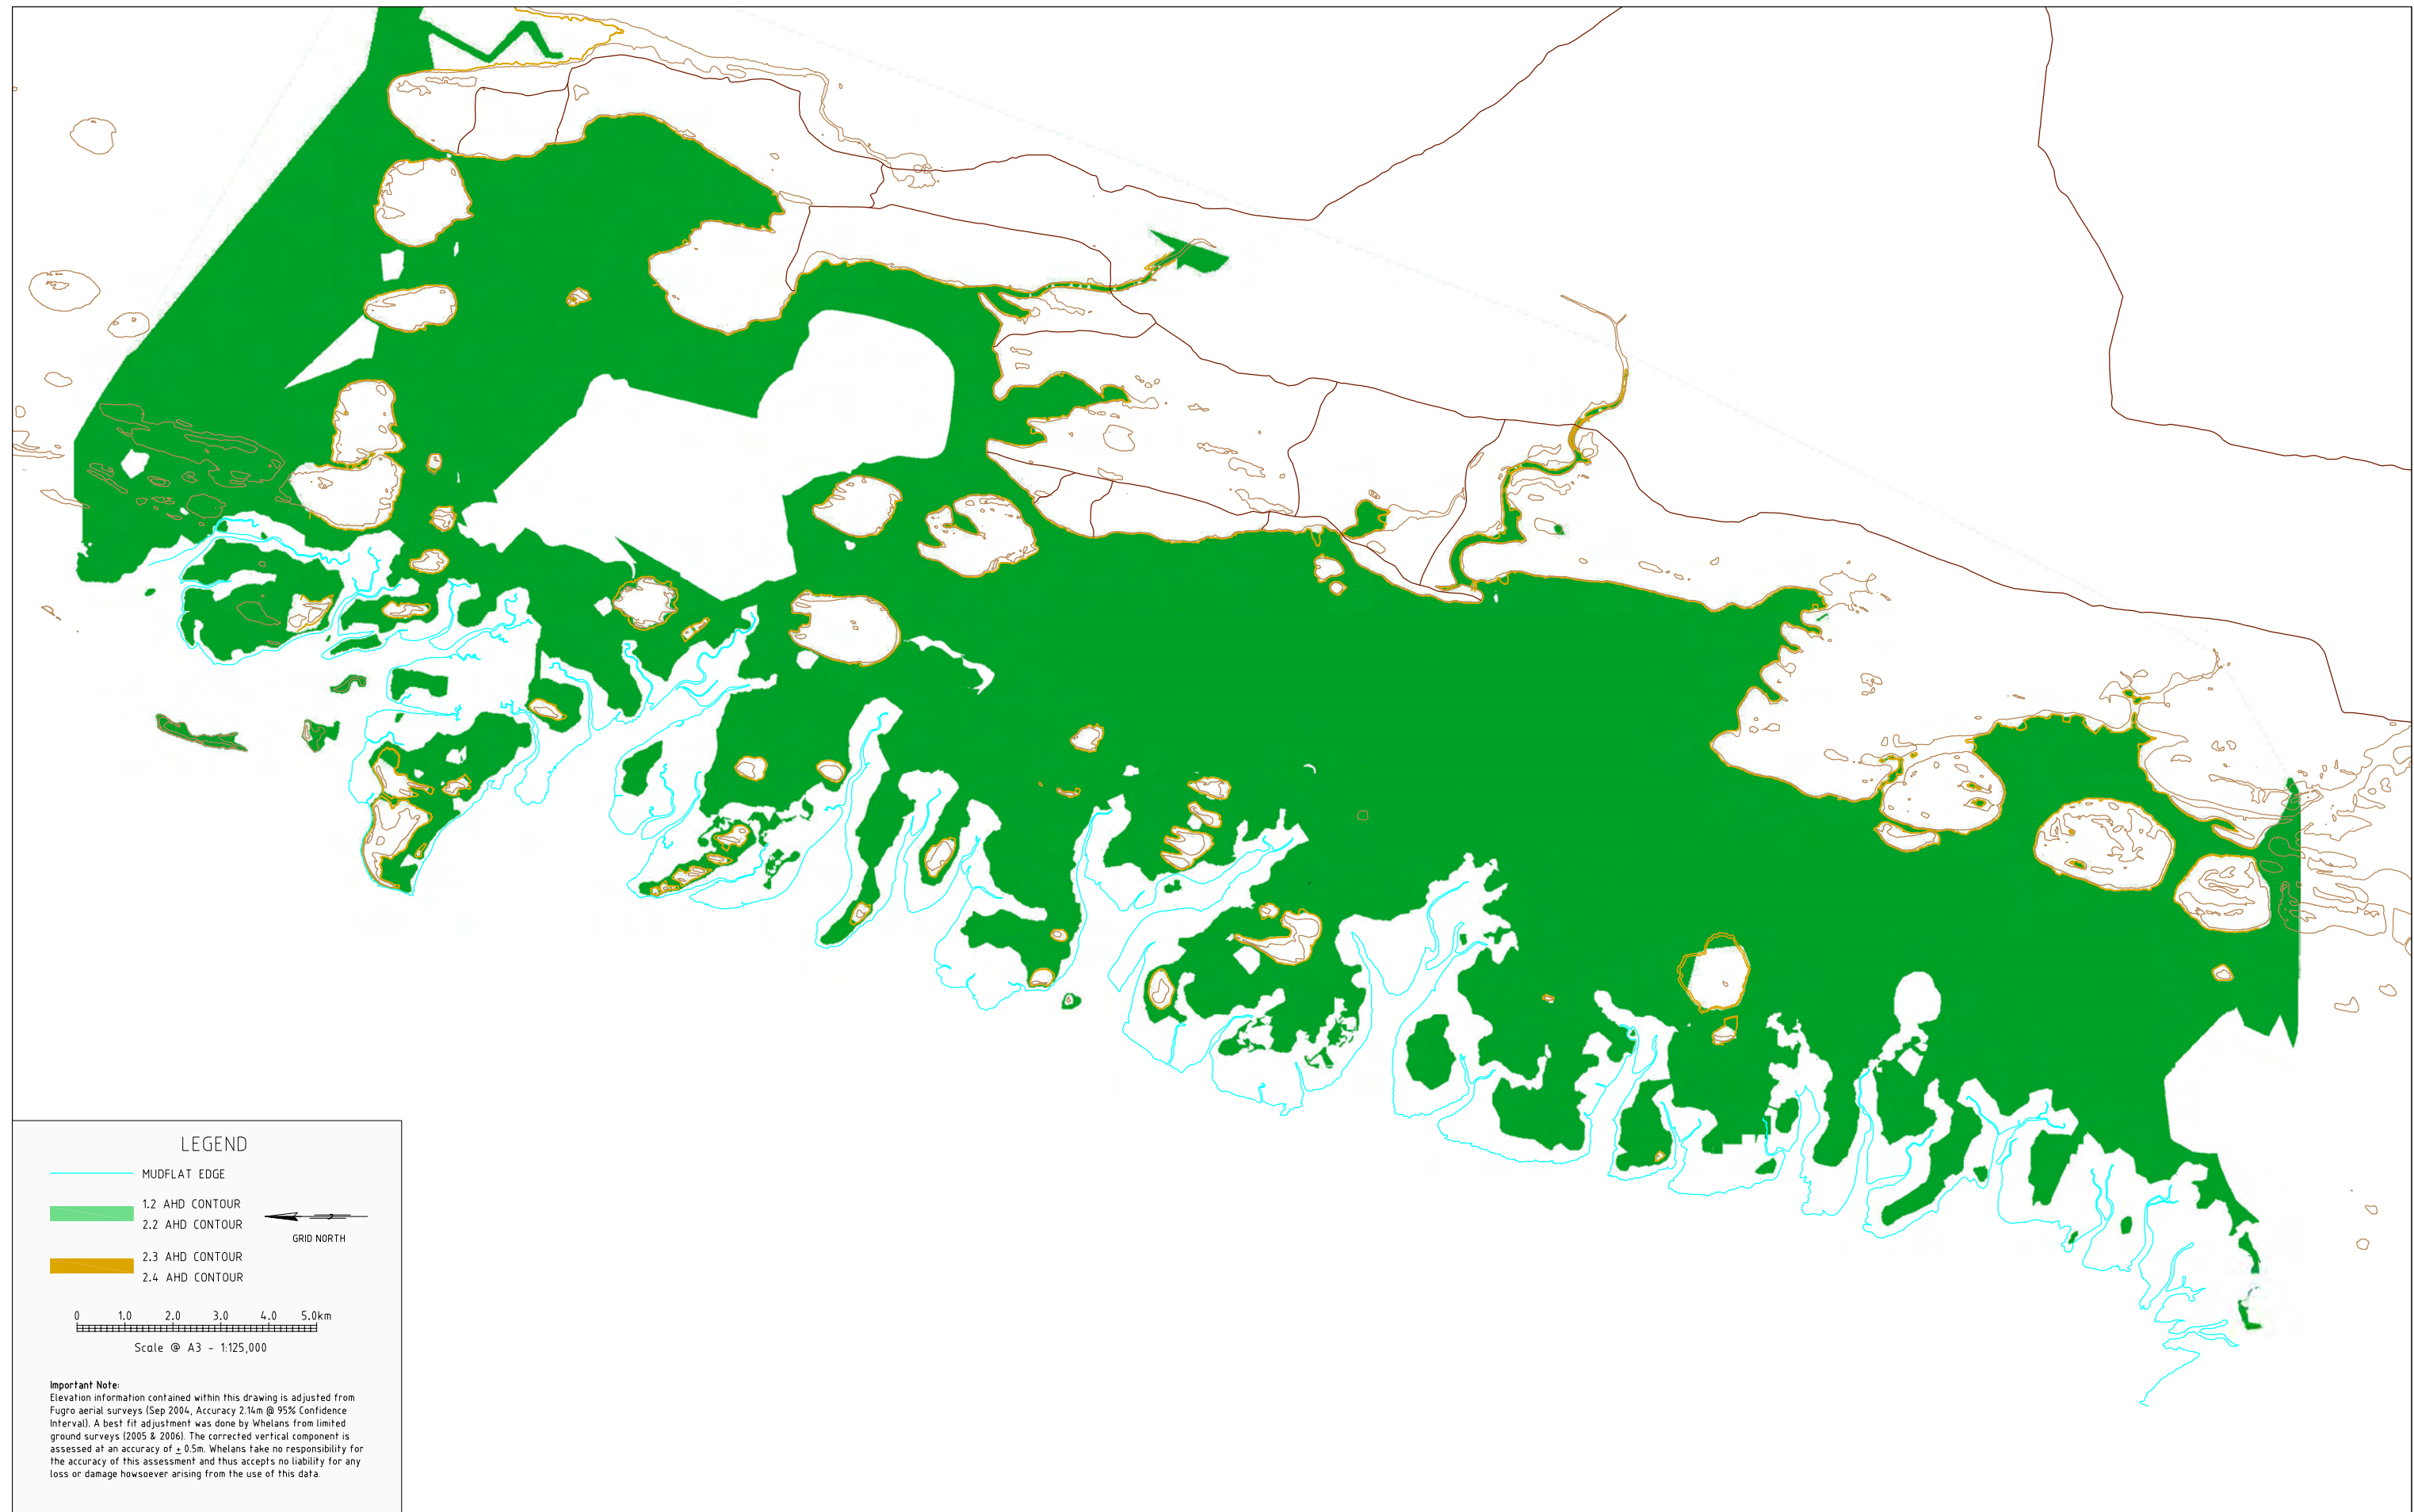 LEGEND
MUDFLAT EDGE
1.2 AHD CONTOUR
2.2 AHD CONTOUR
GRID NORTH
2.3 AHD CONTOUR
2.4 AHD CONTOUR
0 1.0 2.0 3.0 4.0 5.0km
Scale @ A3 - 1:125,000
Important Note:
Elevation information contained within this drawing is adjusted from
Fugro aerial surveys (Sep 2004, Accuracy 2.14m @ 95% Confidence
Interval). A best fit adjustment was done by Whelans from limited
ground surveys (2005 & 2006). The corrected vertical component is
assessed at an accuracy of ± 0.5m. Whelans take no responsibility for
the accuracy of this assessment and thus accepts no liability for any
loss or damage howsoever arising from the use of this data.